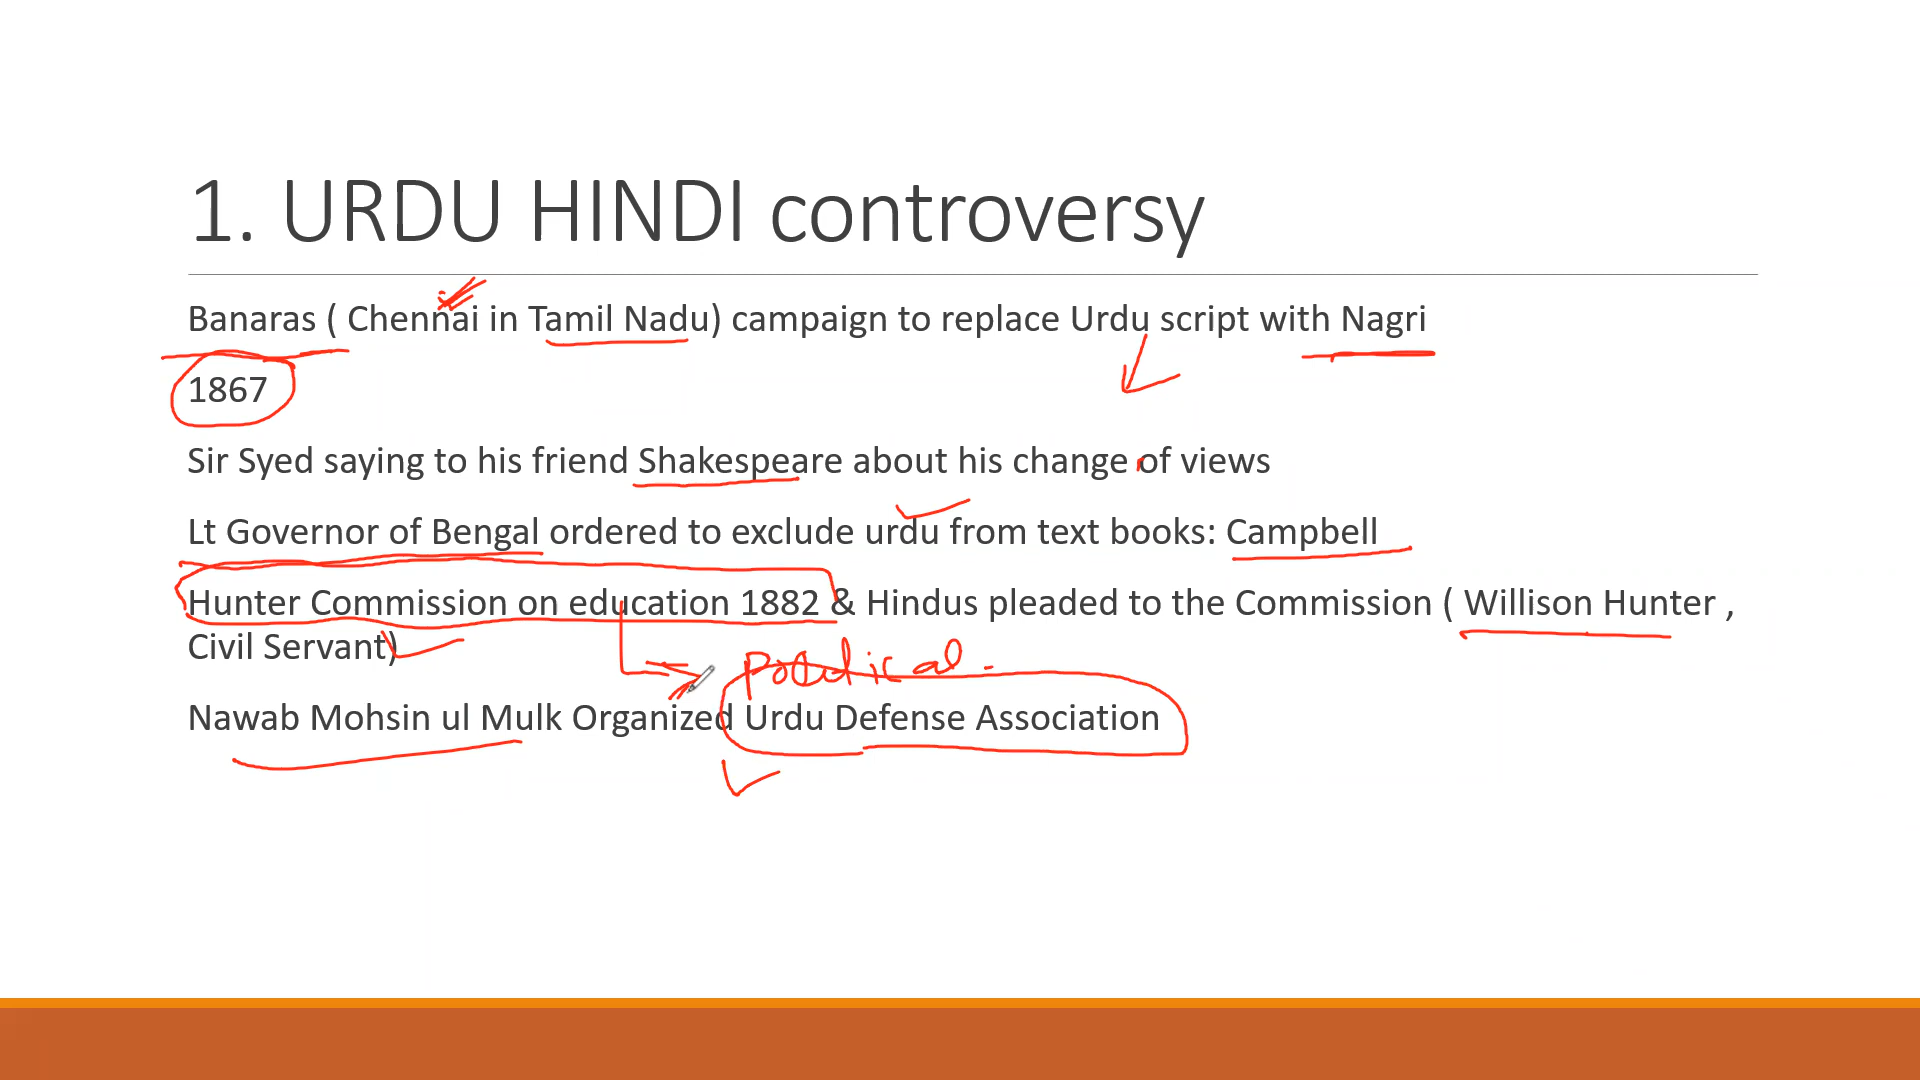 1. URDU HINDI controversy
Banaras ( Chennai in Tamil Nadu) campaign to replace Urdu script with Nagri
1867
Sir Syed saying to his friend Shakespeare about his change of views
Lt Governor of Bengal ordered to exclude urdu from text books: Campbell
Hunter Commission on education 1882 & Hindus pleaded to the Commission ( Willison Hunter ,
Civil Servant)
Political.
Nawab Mohsin ul Mulk Organized Urdu Defense Association